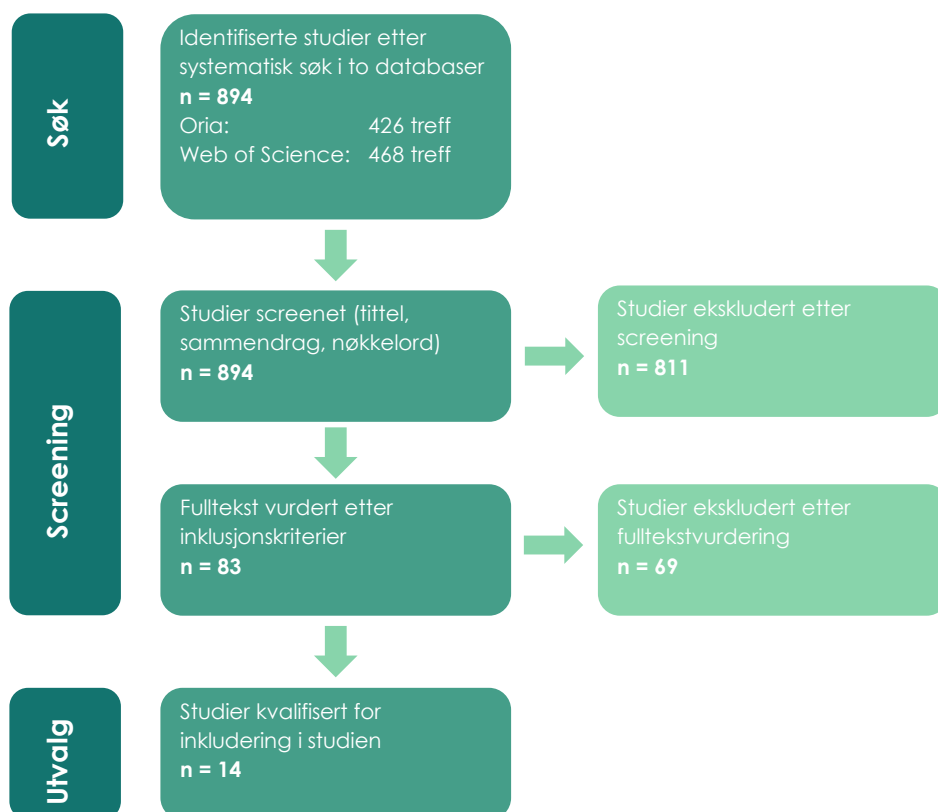 Søk
Identifiserte studier etter
systematisk søk i to databaser
n = 894
Oria: 426 treff
Web of Science: 468 treff
Screening
Studier screenet (tittel,
sammendrag, nøkkelord)
n = 894
Studier ekskludert etter
screening
n = 811
Fulltekst vurdert etter
inklusjonskriterier
n = 83
Studier ekskludert etter
fulltekstvurdering
n = 69
Utvalg
Studier kvalifisert for
inkludering i studien
n = 14